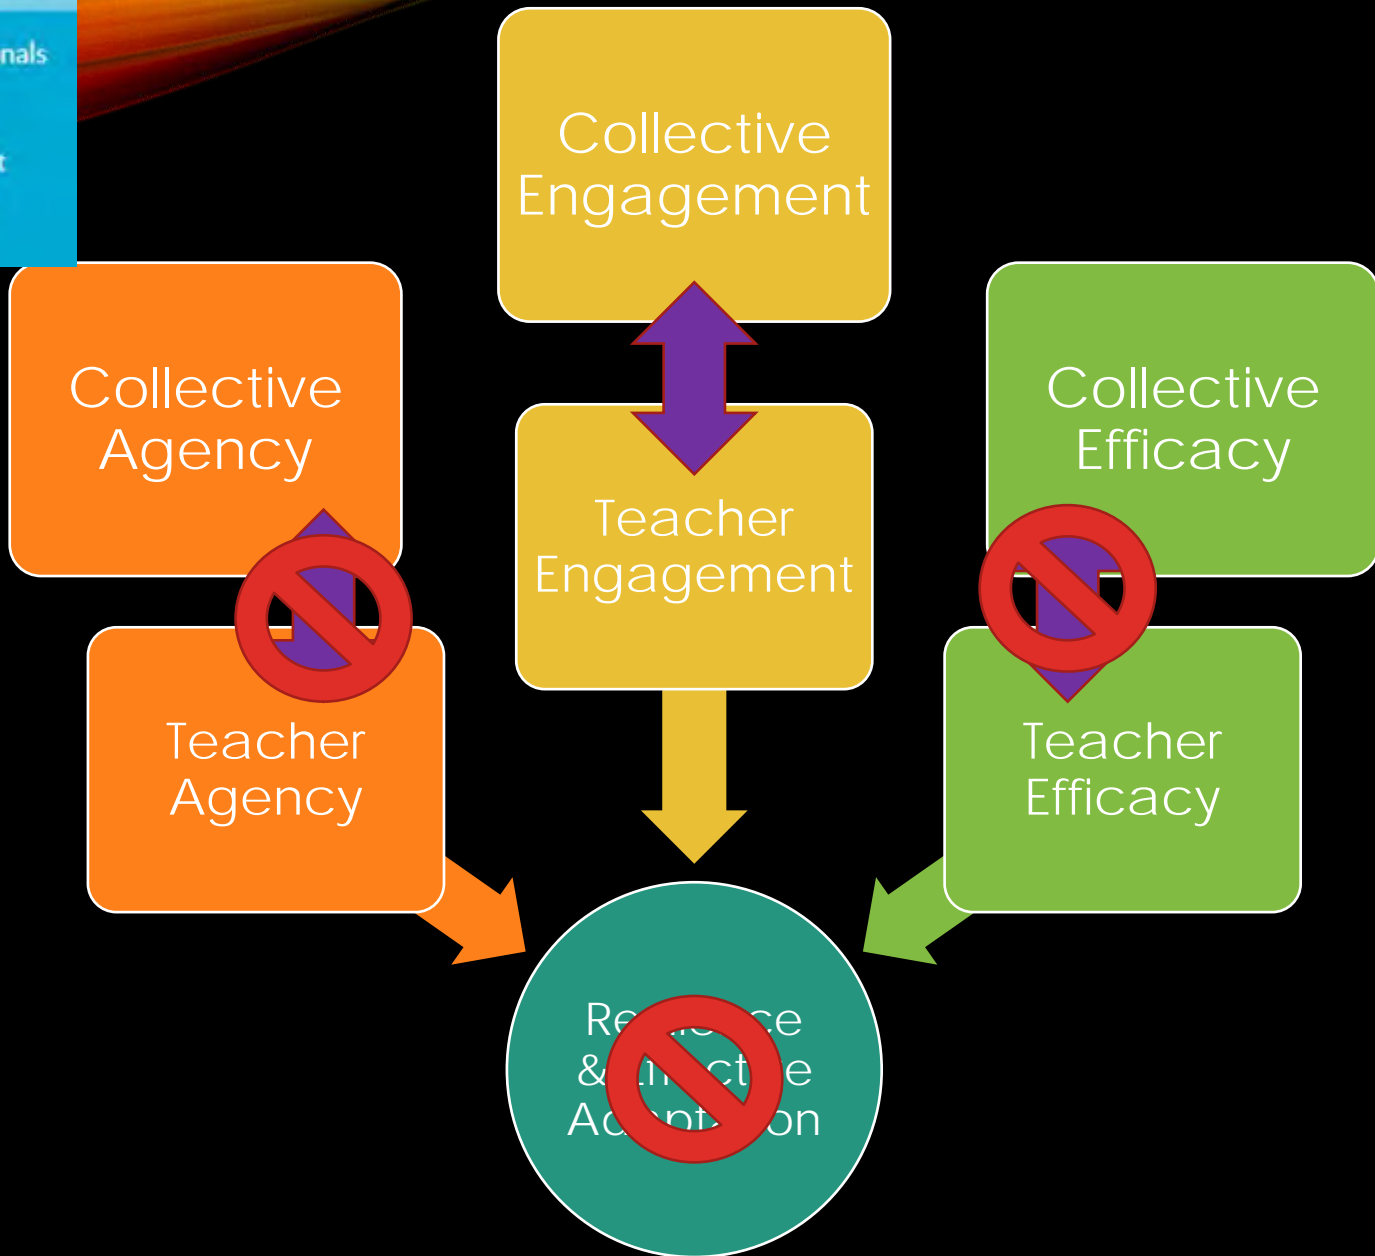 nals
t
Collective
Engagement
Collective
Agency
Collective
Efficacy
Teacher
Engagement
Teacher
Agency
Teacher
Efficacy
&